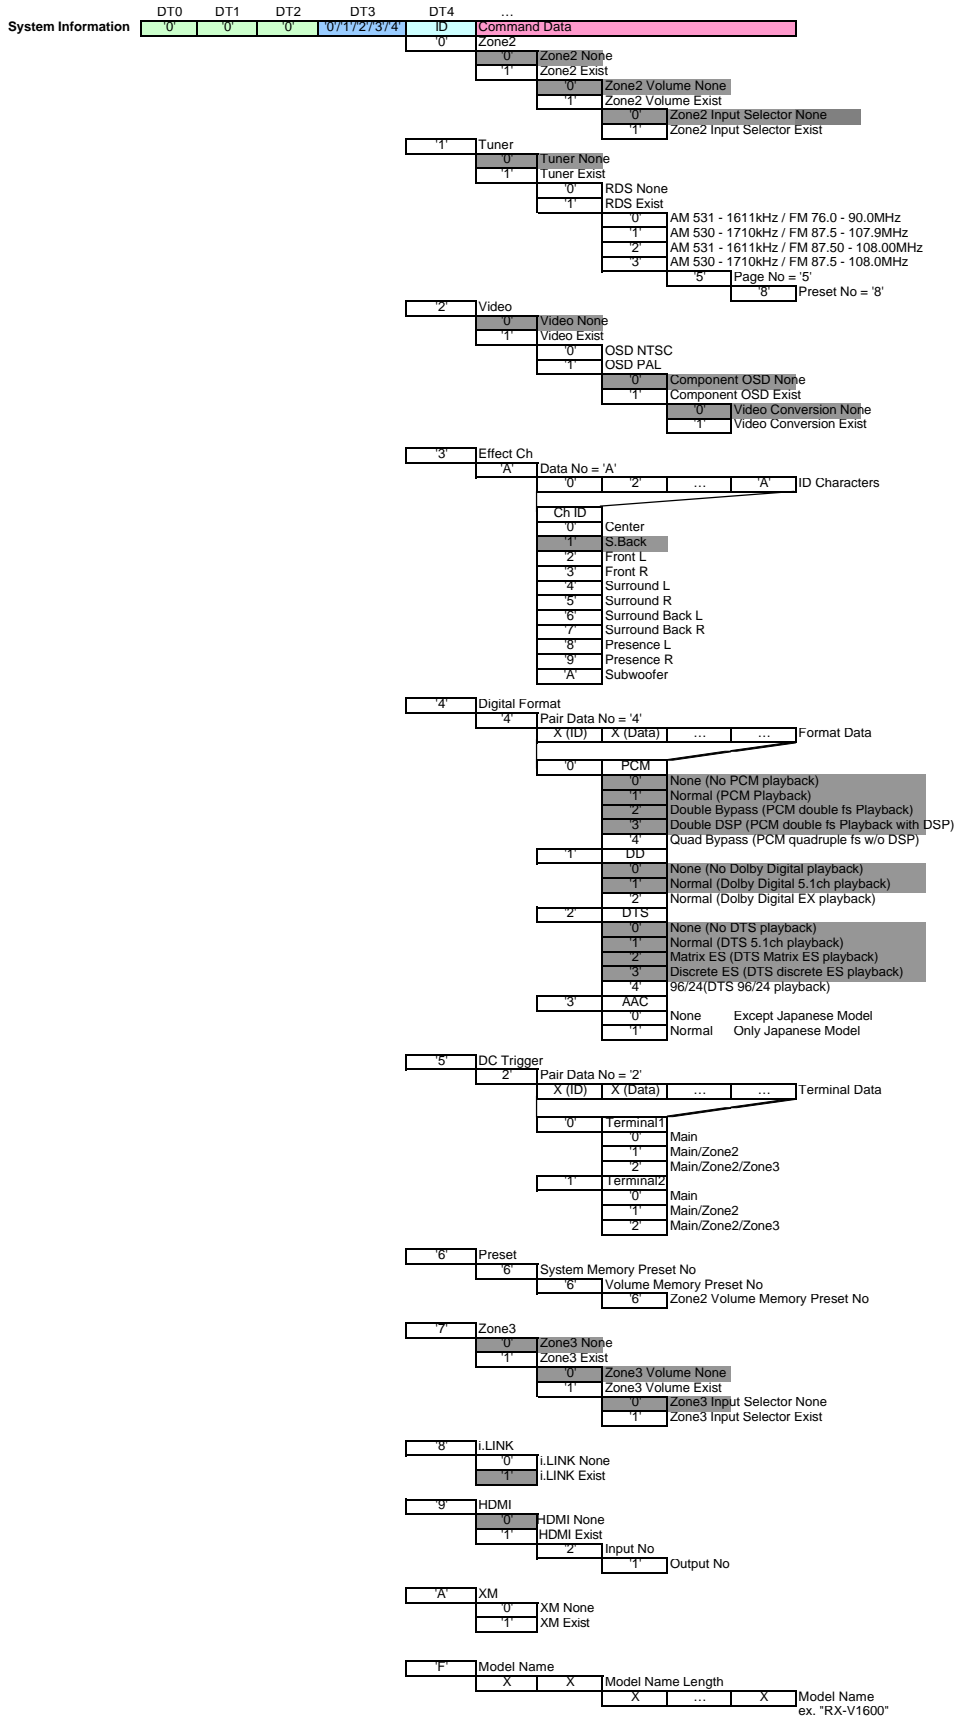 DT0 DT1 DT2 DT3 DT4 …
System Information '0' '0' '0' '0'/'1'/'2'/'3'/'4' ID Command Data
'0' Zone2
'0' Zone2 None
'1' Zone2 Exist
'0' Zone2 Volume None
'1' Zone2 Volume Exist
'0' Zone2 Input Selector None
'1' Zone2 Input Selector Exist
'1' Tuner
'0' Tuner None
'1' Tuner Exist
'0' RDS None
'1' RDS Exist
'0' AM 531 - 1611kHz / FM 76.0 - 90.0MHz
'1' AM 530 - 1710kHz / FM 87.5 - 107.9MHz
'2' AM 531 - 1611kHz / FM 87.50 - 108.00MHz
'3' AM 530 - 1710kHz / FM 87.5 - 108.0MHz
'5' Page No = '5'
'8' Preset No = '8'
'2' Video
'0' Video None
'1' Video Exist
'0' OSD NTSC
'1' OSD PAL
'0' Component OSD None
'1' Component OSD Exist
'0' Video Conversion None
'1' Video Conversion Exist
'3' Effect Ch
'A' Data No = 'A'
'0' '2' … 'A' ID Characters
Ch ID
'0' Center
'1' S.Back
'2' Front L
'3' Front R
'4' Surround L
'5' Surround R
'6' Surround Back L
'7' Surround Back R
'8' Presence L
'9' Presence R
'A' Subwoofer
'4' Digital Format
'4' Pair Data No = '4'
X (ID) X (Data) … … Format Data
'0' PCM
'0' None (No PCM playback)
'1' Normal (PCM Playback)
'2' Double Bypass (PCM double fs Playback)
'3' Double DSP (PCM double fs Playback with DSP)
'4' Quad Bypass (PCM quadruple fs w/o DSP)
'1' DD
'0' None (No Dolby Digital playback)
'1' Normal (Dolby Digital 5.1ch playback)
'2' Normal (Dolby Digital EX playback)
'2' DTS
'0' None (No DTS playback)
'1' Normal (DTS 5.1ch playback)
'2' Matrix ES (DTS Matrix ES playback)
'3' Discrete ES (DTS discrete ES playback)
'4' 96/24(DTS 96/24 playback)
'3' AAC
'0' None Except Japanese Model
'1' Normal Only Japanese Model
'5' DC Trigger
2' Pair Data No = '2'
X (ID) X (Data) … … Terminal Data
'0' Terminal1
'0' Main
'1' Main/Zone2
'2' Main/Zone2/Zone3
'1' Terminal2
'0' Main
'1' Main/Zone2
'2' Main/Zone2/Zone3
'6' Preset
'6' System Memory Preset No
'6' Volume Memory Preset No
'6' Zone2 Volume Memory Preset No
'7' Zone3
'0' Zone3 None
'1' Zone3 Exist
'0' Zone3 Volume None
'1' Zone3 Volume Exist
'0' Zone3 Input Selector None
'1' Zone3 Input Selector Exist
'8' i.LINK
'0' i.LINK None
'1' i.LINK Exist
'9' HDMI
'0' HDMI None
'1' HDMI Exist
'2' Input No
'1' Output No
'A' XM
'0' XM None
'1' XM Exist
'F' Model Name
X X Model Name Length
X … X Model Name
ex. "RX-V1600"